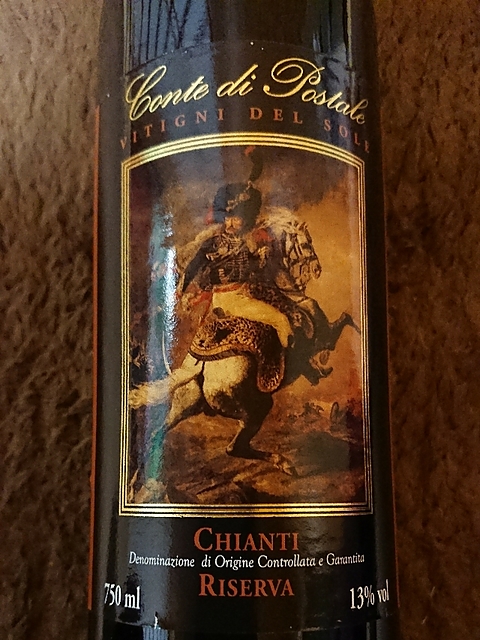 Conte di Postale
VITIGNI DEL SOLE
CHIANTI
Denominazione di Origine Controllata e Garantita
RISERVA
750 ml
13% vol